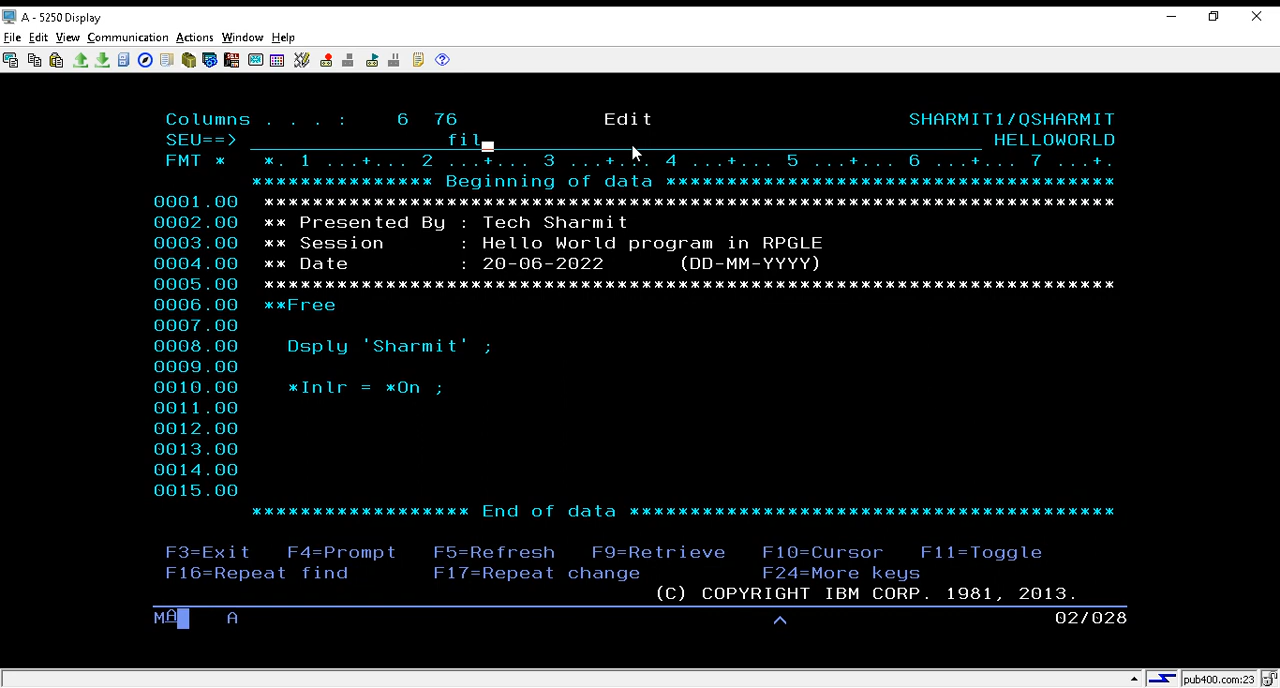 A - 5250 Display
File Edit View Communication Actions Window Help
Columns . . . : 6 76 Edit SHARMIT1/QSHARMIT
SEU==> fil HELLOWORLD
FMT * *. 1 ...+... 2 ...+... 3 ...+... 4 ...+... 5 ...+... 6 ...+... 7 ...+.
*************** Beginning of data *************************************
0001.00 **********************************************************************
0002.00 ** Presented By : Tech Sharmit
0003.00 ** Session : Hello World program in RPGLE
0004.00 ** Date : 20-06-2022 (DD-MM-YYYY)
0005.00 **********************************************************************
0006.00 **Free
0007.00
0008.00 Dsply 'Sharmit' ;
0009.00
0010.00 *Inlr = *On ;
0011.00
0012.00
0013.00
0014.00
0015.00
****************** End of data ****************************************
F3=Exit F4=Prompt F5=Refresh F9=Retrieve F10=Cursor F11=Toggle
F16=Repeat find F17=Repeat change F24=More keys
(C) COPYRIGHT IBM CORP. 1981, 2013.
MA A 02/028
pub400.com:23